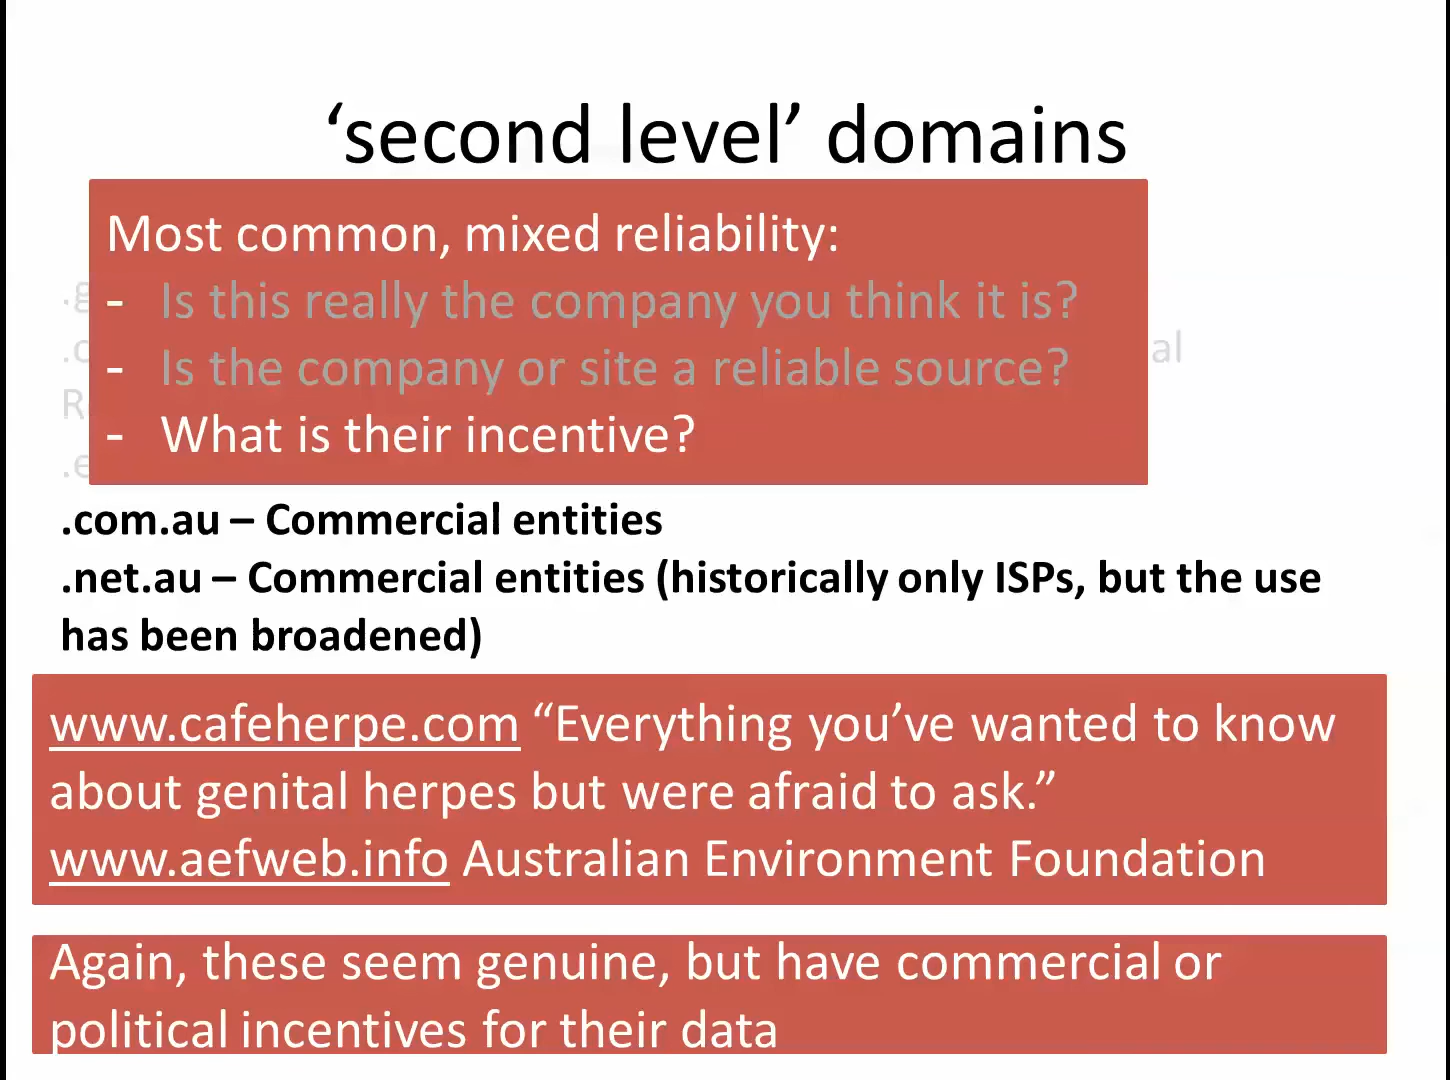 ‘second level’ domains
Most common, mixed reliability:
- Is this really the company you think it is?
- Is the company or site a reliable source?
- What is their incentive?
al
.com.au – Commercial entities
.net.au – Commercial entities (historically only ISPs, but the use
has been broadened)
www.cafeherpe.com “Everything you’ve wanted to know
about genital herpes but were afraid to ask.”
www.aefweb.info Australian Environment Foundation
Again, these seem genuine, but have commercial or
political incentives for their data